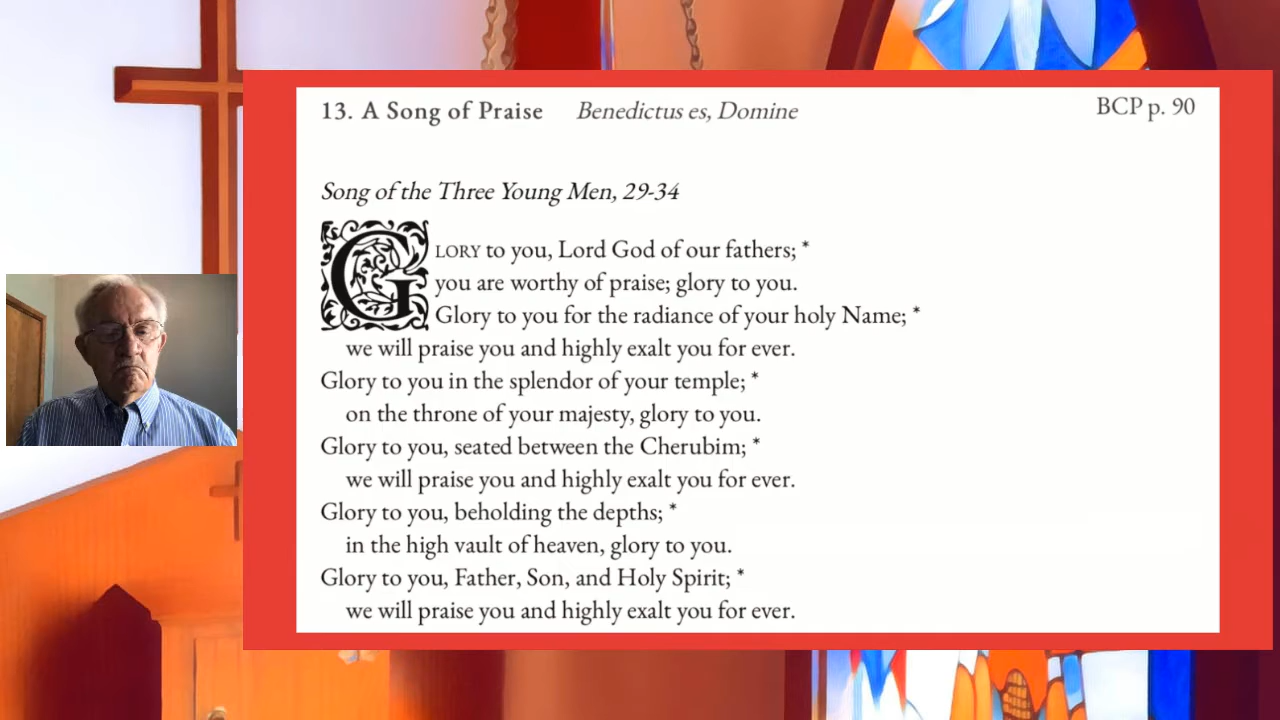 13. A Song of Praise Benedictus es, Domine BCP p. 90
Song of the Three Young Men, 29-34
GLORY to you, Lord God of our fathers; *
you are worthy of praise; glory to you.
Glory to you for the radiance of your holy Name; *
we will praise you and highly exalt you for ever.
Glory to you in the splendor of your temple; *
on the throne of your majesty, glory to you.
Glory to you, seated between the Cherubim; *
we will praise you and highly exalt you for ever.
Glory to you, beholding the depths; *
in the high vault of heaven, glory to you.
Glory to you, Father, Son, and Holy Spirit; *
we will praise you and highly exalt you for ever.